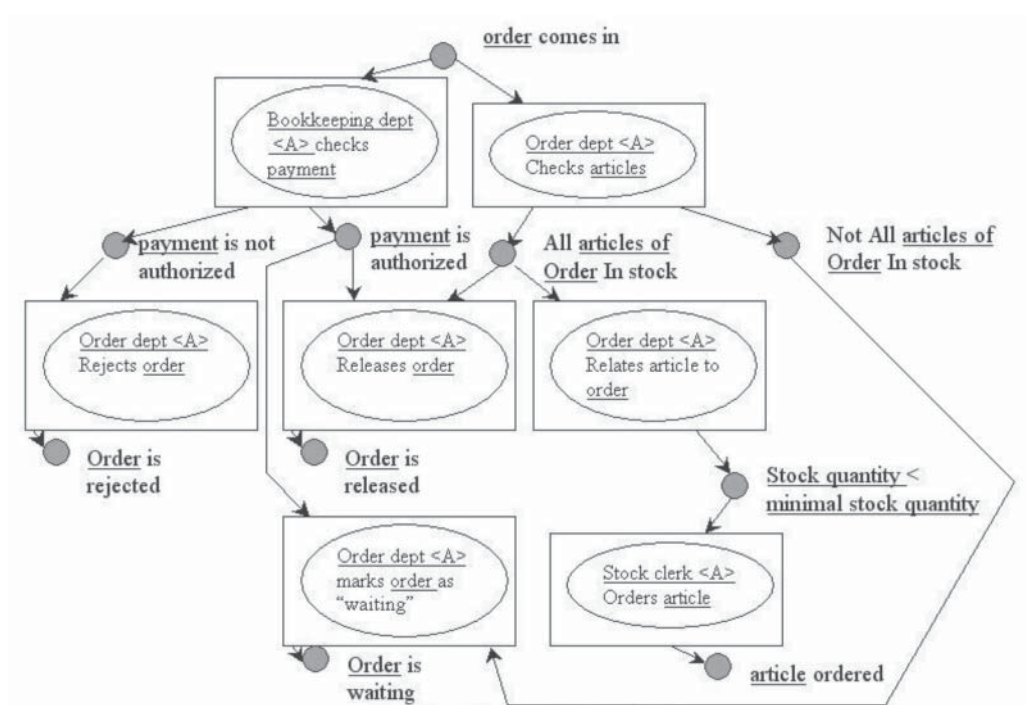 order comes in
Bookkeeping dept
<A> checks
payment
Order dept <A>
Checks articles
payment is not
authorized
payment is
authorized
All articles of
Order In stock
Not All articles of
Order In stock
Order dept <A>
Rejects order
Order dept <A>
Releases order
Order dept <A>
Relates article to
order
Order is
rejected
Order is
released
Stock quantity <
minimal stock quantity
Order dept <A>
marks order as
“waiting”
Stock clerk <A>
Orders article
Order is
waiting
article ordered